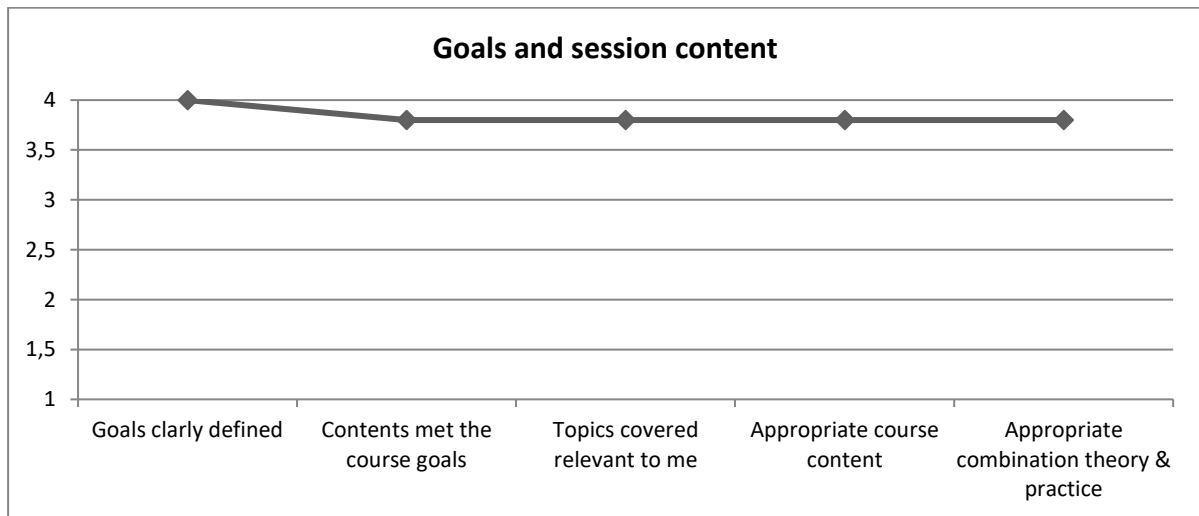 Goals and session content
4
3,5
3
2,5
2
1,5
1
Goals clarly defined
Contents met the
course goals
Topics covered
relevant to me
Appropriate course
content
Appropriate
combination theory &
practice